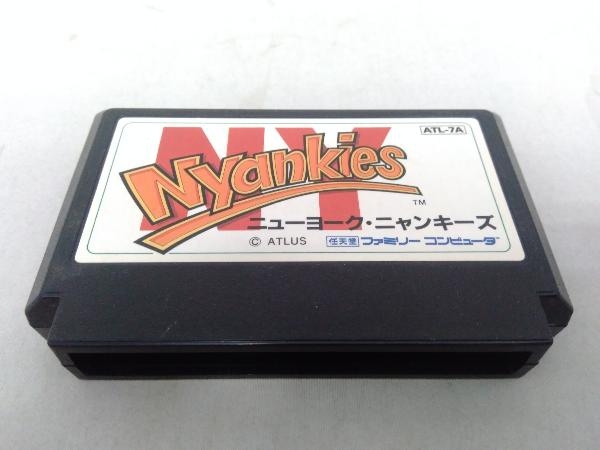 ATL-7A
NY
Nyankies
TM
ニューヨーク・ニャンキーズ
© ATLUS 任天堂 ファミリー コンピュータ